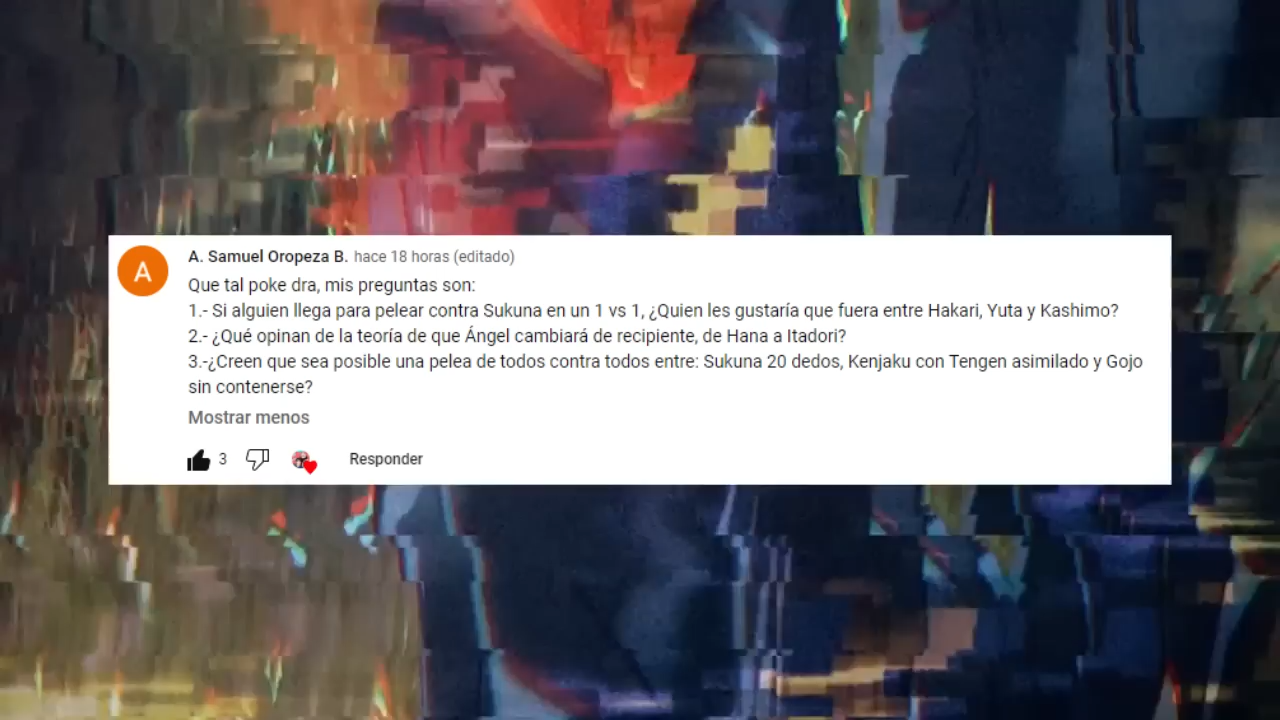 A
A. Samuel Oropeza B. hace 18 horas (editado)
Que tal poke dra, mis preguntas son:
1.- Si alguien llega para pelear contra Sukuna en un 1 vs 1, ¿Quien les gustaría que fuera entre Hakari, Yuta y Kashimo?
2.- ¿Qué opinan de la teoría de que Ángel cambiará de recipiente, de Hana a Itadori?
3.-¿Creen que sea posible una pelea de todos contra todos entre: Sukuna 20 dedos, Kenjaku con Tengen asimilado y Gojo
sin contenerse?
Mostrar menos
3 Responder